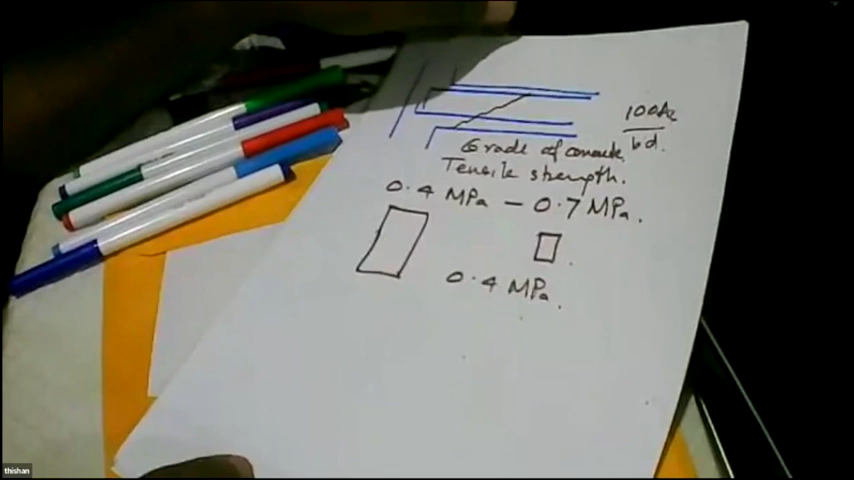 100As
bd.
Grade of concrete.
Tensile strength.
0.4 MPa - 0.7 MPa.
0.4 MPa.
thishan